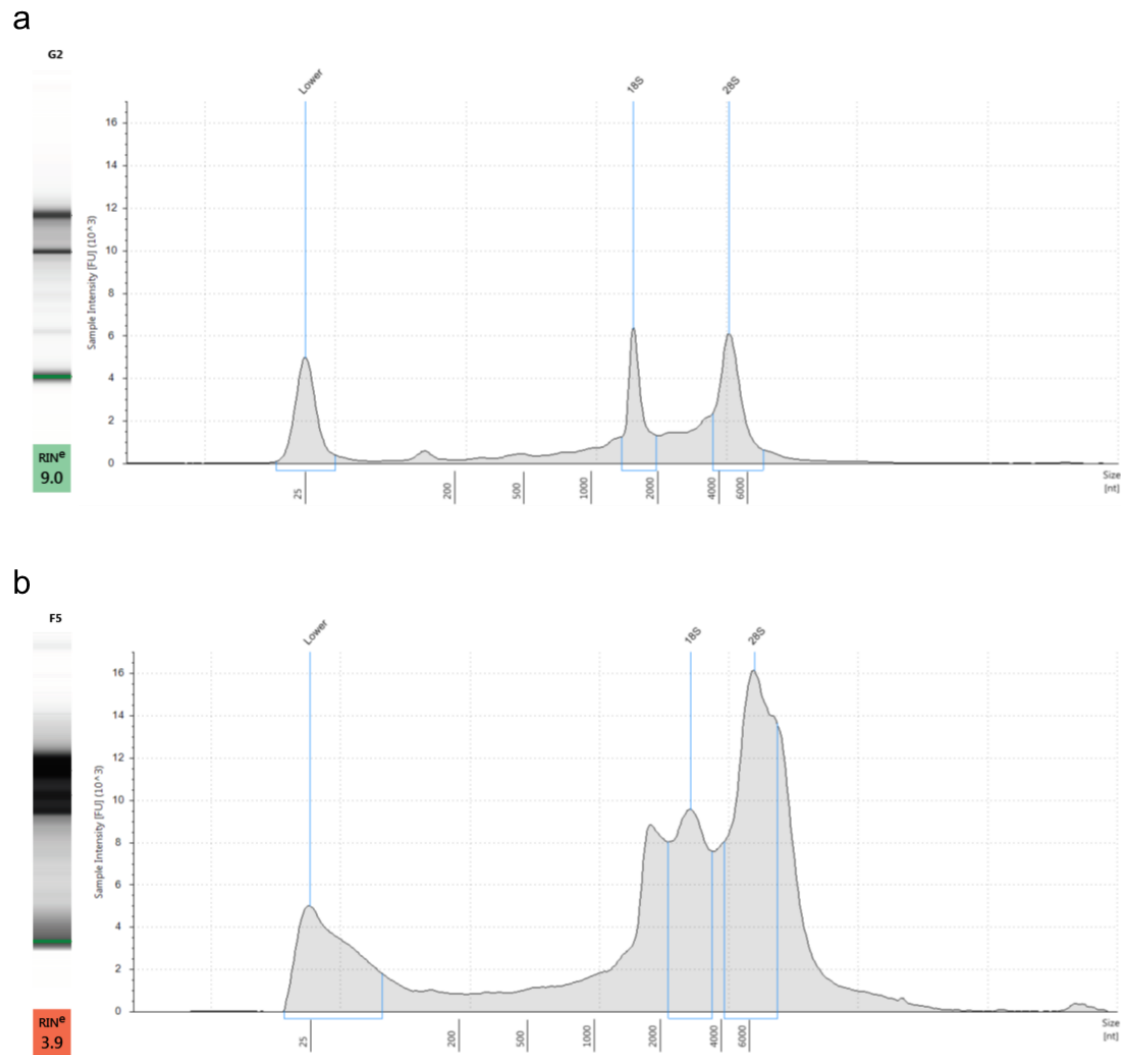 a
G2
Lower
18S
28S
16
14
12
10
8
6
4
2
0
Sample Intensity [FU] (10^3)
25
200
500
1000
2000
4000
6000
Size
[nt]
RINe
9.0
b
F5
Lower
18S
28S
16
14
12
10
8
6
4
2
0
Sample Intensity [FU] (10^3)
25
200
500
1000
2000
4000
6000
Size
[nt]
RINe
3.9